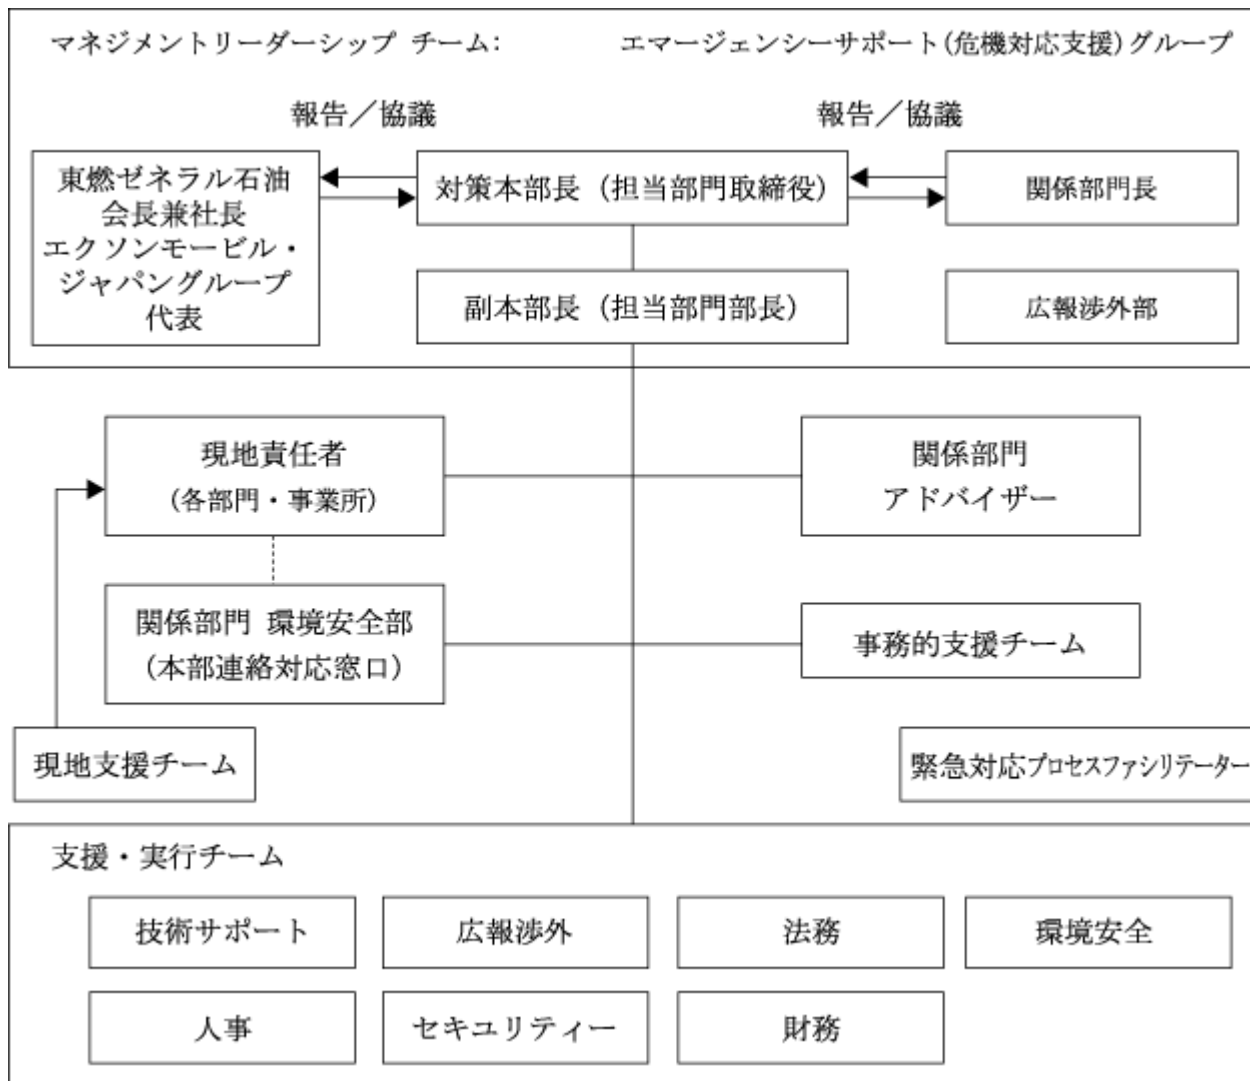 マネジメントリーダーシップ チーム:
エマージェンシーサポート(危機対応支援)グループ
報告／協議
報告／協議
東燃ゼネラル石油
会長兼社長
エクソンモービル・
ジャパングループ
代表
対策本部長 (担当部門取締役)
関係部門長
副本部長 (担当部門部長)
広報渉外部
現地責任者
(各部門・事業所)
関係部門
アドバイザー
関係部門 環境安全部
(本部連絡対応窓口)
事務的支援チーム
現地支援チーム
緊急対応プロセスファシリテーター
支援・実行チーム
技術サポート
広報渉外
法務
環境安全
人事
セキュリティー
財務